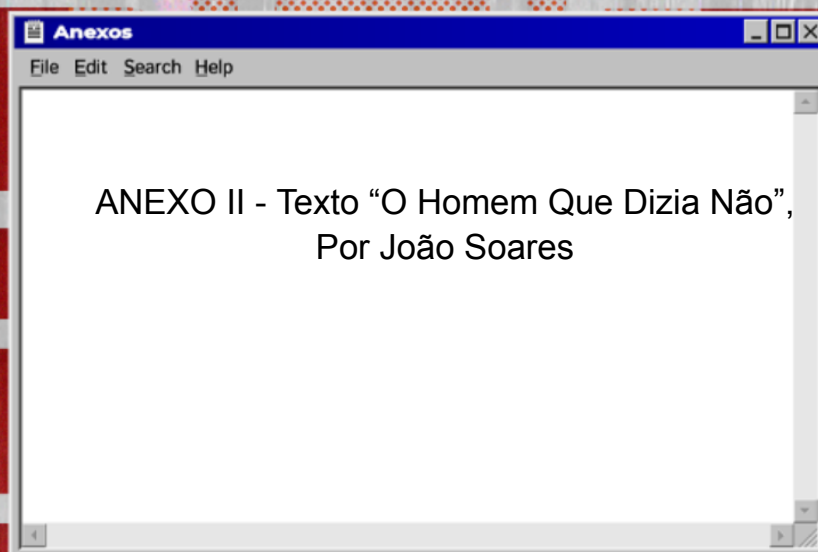 Anexos
File Edit Search Help
ANEXO II - Texto “O Homem Que Dizia Não”,
Por João Soares